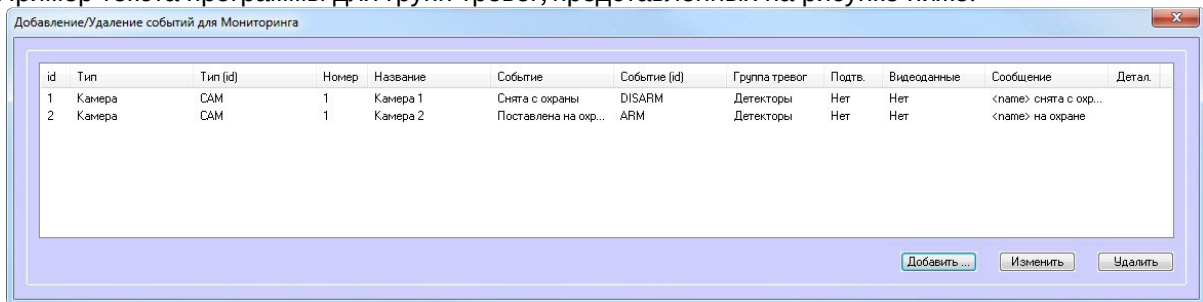 Добавление/Удаление событий для Мониторинга
id Тип Тип (id) Номер Название Событие Событие (id) Группа тревог Подтв. Видеоданные Сообщение Детал.
1 Камера CAM 1 Камера 1 Снята с охраны DISARM Детекторы Нет Нет <name> снята с охр...
2 Камера CAM 1 Камера 2 Поставлена на охр... ARM Детекторы Нет Нет <name> на охране
Добавить ... Изменить Удалить